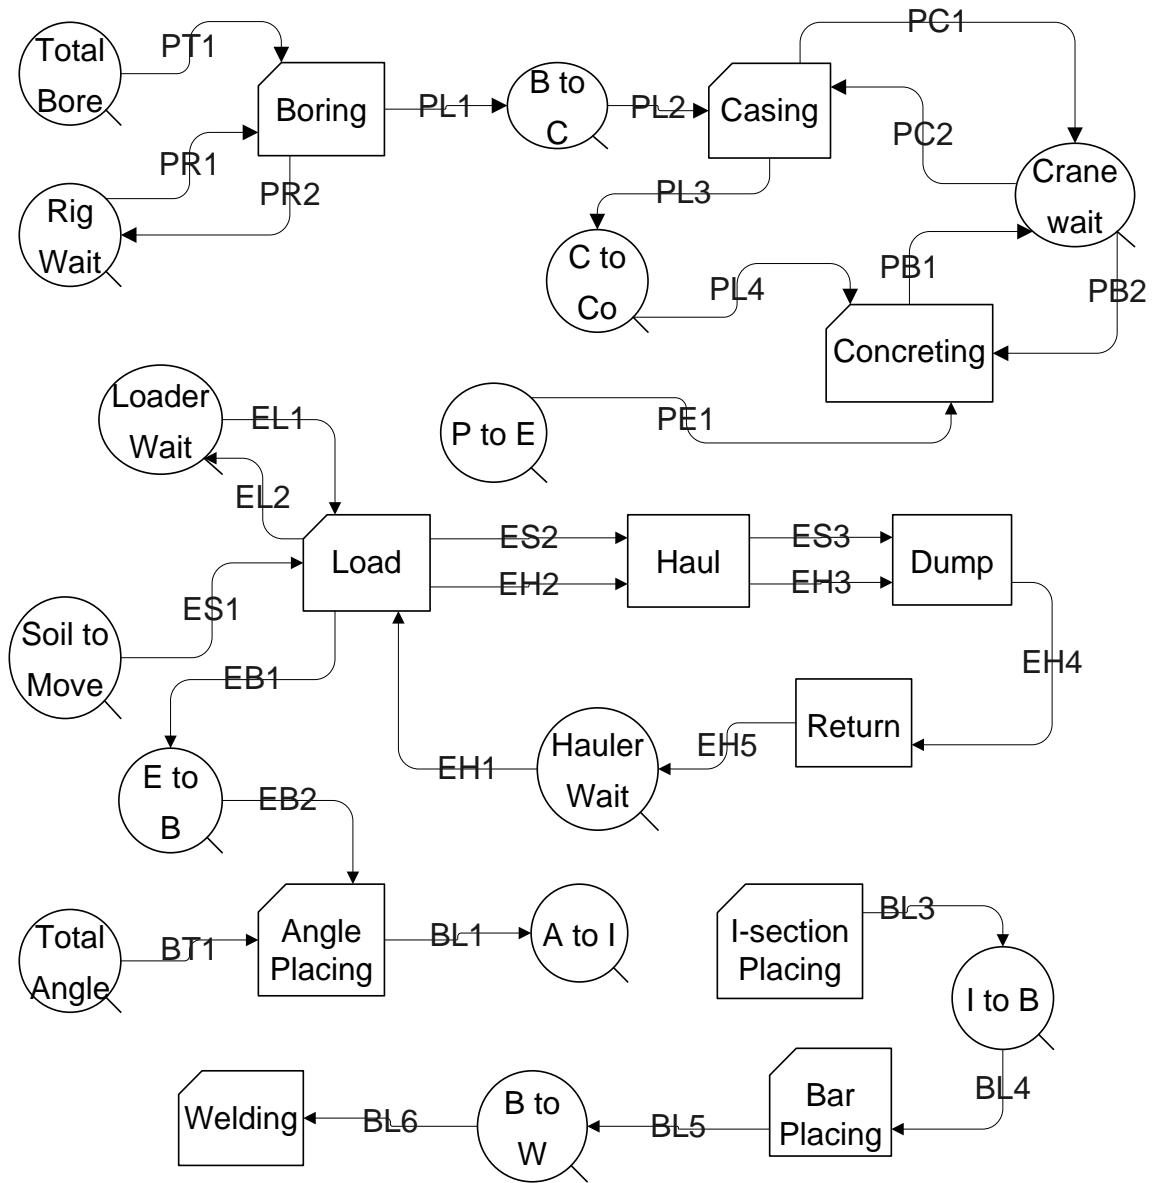 Total
Bore
PT1
Boring
PR1
PR2
Rig
Wait
PL1
B to
C
PL2
Casing
PC1
PC2
Crane
wait
PL3
C to
Co
PL4
PB1
PB2
Concreting
Loader
Wait
EL1
EL2
P to E
PE1
Load
ES2
EH2
Haul
ES3
EH3
Dump
ES1
Soil to
Move
EB1
EH4
Return
EH5
Hauler
Wait
EH1
E to
B
EB2
Total
Angle
BT1
Angle
Placing
BL1
A to I
I-section
Placing
BL3
I to B
BL4
Bar
Placing
BL5
B to
W
BL6
Welding